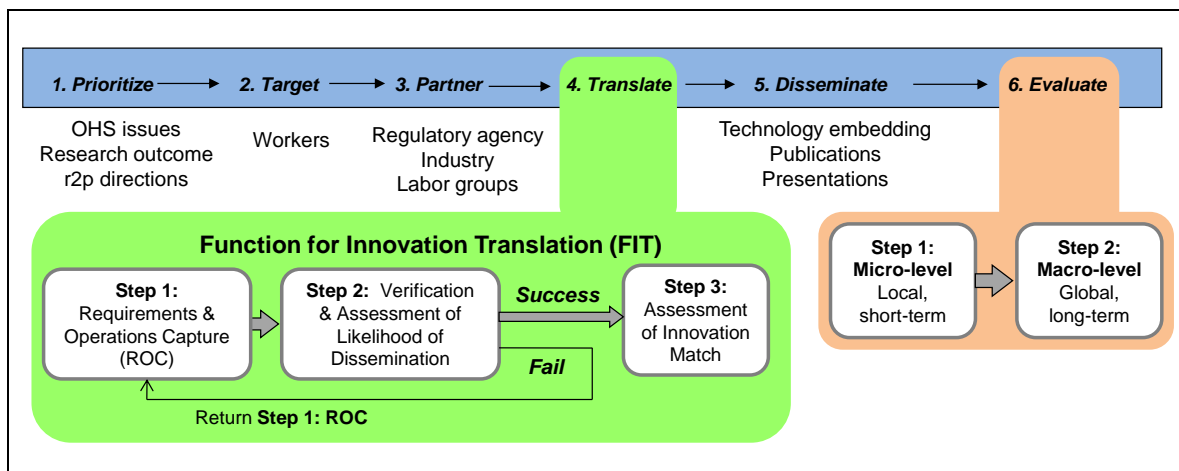 1. Prioritize
2. Target
3. Partner
4. Translate
5. Disseminate
6. Evaluate
OHS issues
Research outcome
r2p directions
Workers
Regulatory agency
Industry
Labor groups
Technology embedding
Publications
Presentations
Function for Innovation Translation (FIT)
Step 1:
Requirements &
Operations Capture
(ROC)
Step 2: Verification
& Assessment of
Likelihood of
Dissemination
Success
Fail
Step 3:
Assessment
of Innovation
Match
Return Step 1: ROC
Step 1:
Micro-level
Local,
short-term
Step 2:
Macro-level
Global,
long-term